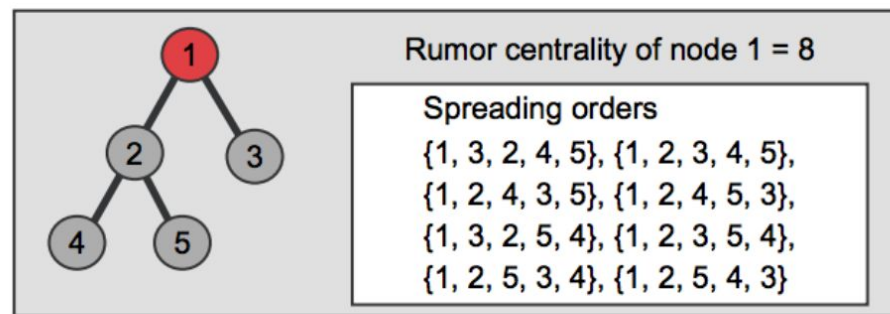 1
2
3
4
5
Rumor centrality of node 1 = 8
Spreading orders
{1, 3, 2, 4, 5}, {1, 2, 3, 4, 5},
{1, 2, 4, 3, 5}, {1, 2, 4, 5, 3},
{1, 3, 2, 5, 4}, {1, 2, 3, 5, 4},
{1, 2, 5, 3, 4}, {1, 2, 5, 4, 3}